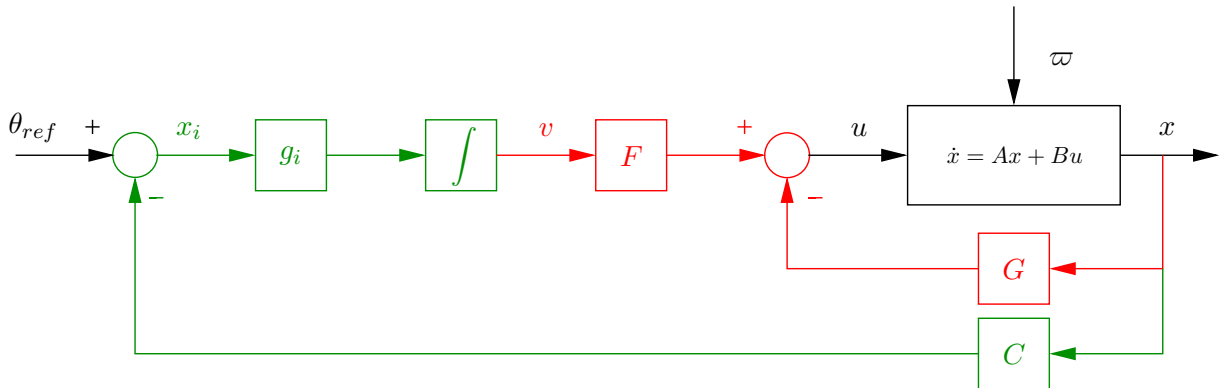 ϖ
θ_ref + x_i g_i ∫ v F + u ẋ = Ax + Bu x
− −
G
C